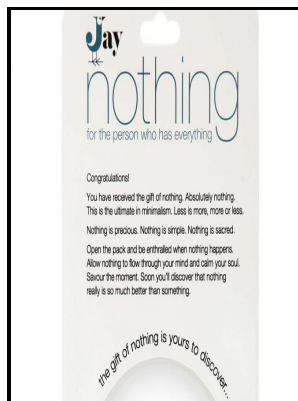 Jay
nothing
for the person who has everything
Congratulations!
You have received the gift of nothing. Absolutely nothing.
This is the ultimate in minimalism. Less is more, more or less.
Nothing is precious. Nothing is simple. Nothing is sacred.
Open the pack and be enthralled when nothing happens.
Allow nothing to flow through your mind and calm your soul.
Savour the moment. Soon you'll discover that nothing
really is so much better than something.
the gift of nothing is yours to discover...